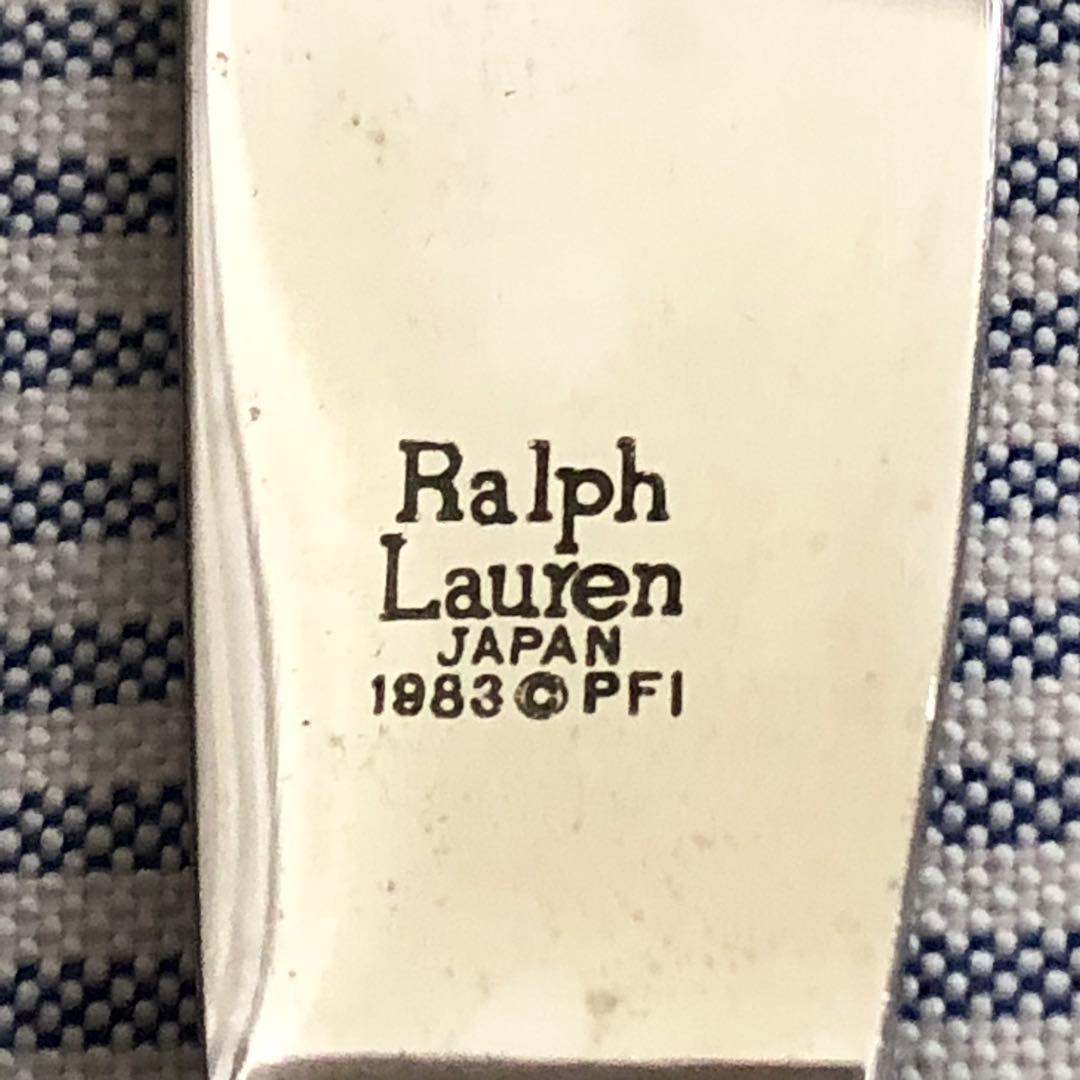 Ralph
Lauren
JAPAN
1983 © PFI